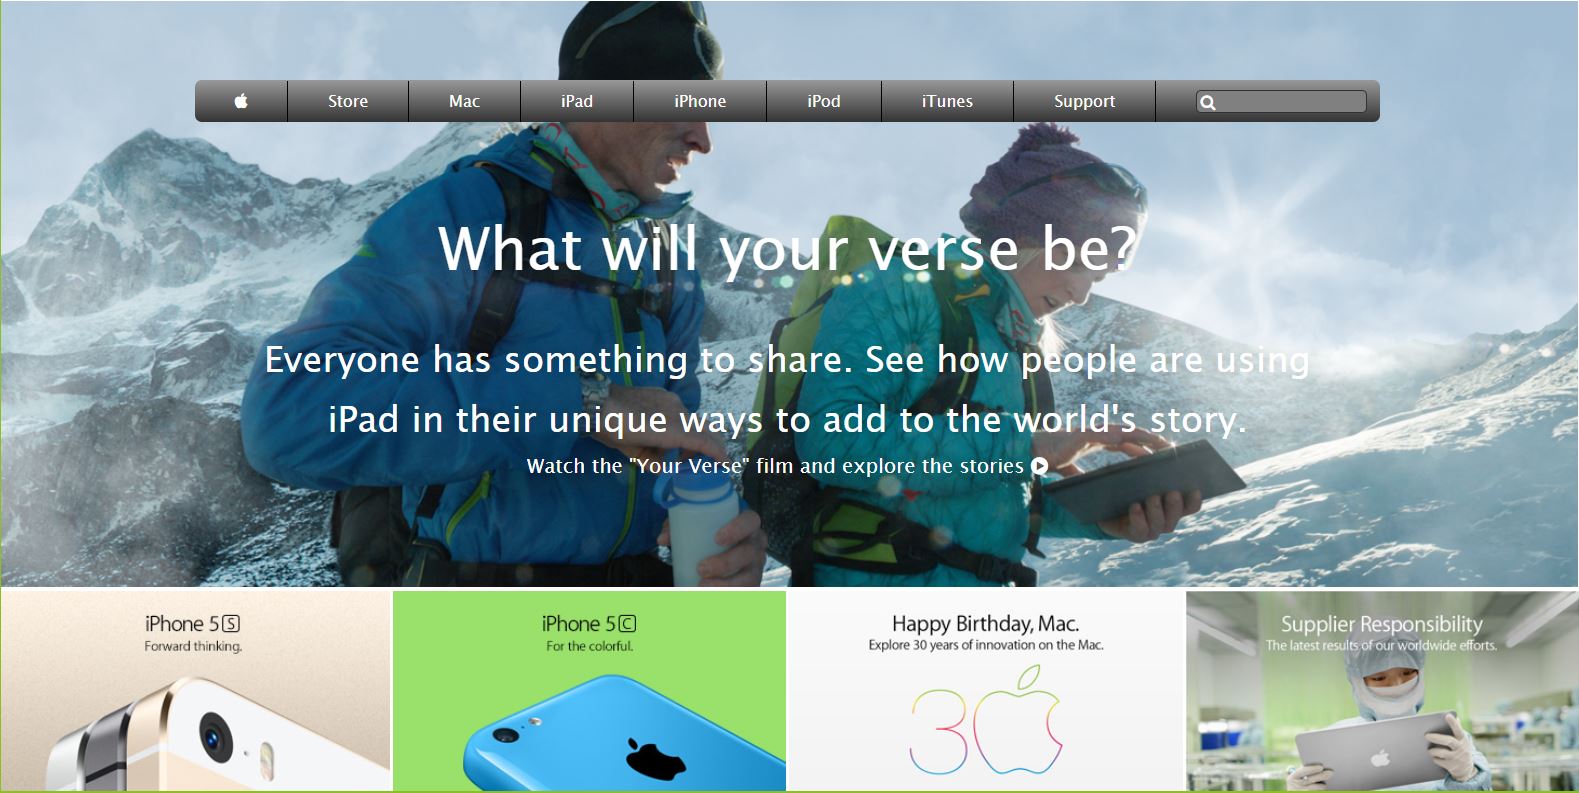 Store Mac iPad iPhone iPod iTunes Support
What will your verse be?
Everyone has something to share. See how people are using
iPad in their unique ways to add to the world's story.
Watch the "Your Verse" film and explore the stories
iPhone 5S
Forward thinking.
iPhone 5C
For the colorful.
Happy Birthday, Mac.
Explore 30 years of innovation on the Mac.
30
Supplier Responsibility
The latest results of our worldwide efforts.